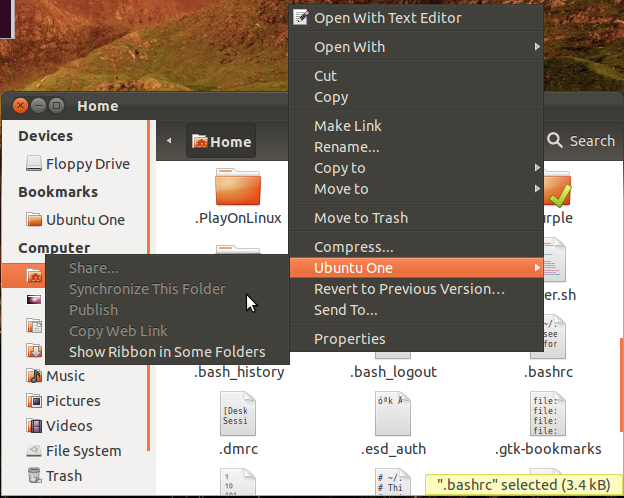 Open With Text Editor
Open With
Cut
Copy
Make Link
Rename...
Copy to
Move to
Move to Trash
Compress...
Ubuntu One
Revert to Previous Version...
Send To...
Properties
Home
Devices
Floppy Drive
Bookmarks
Ubuntu One
Computer
Share...
Synchronize This Folder
Publish
Copy Web Link
Show Ribbon in Some Folders
Music
Pictures
Videos
File System
Trash
Home
Search
.PlayOnLinux
urple
er.sh
.bash_history
.bash_logout
.bashrc
[Desk
Sessi
file:
file:
file:
file:
.dmrc
.esd_auth
.gtk-bookmarks
1
10
101
# ~/.
# Thi
".bashrc" selected (3.4 kB)